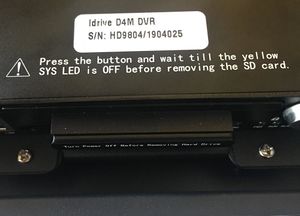 Idrive D4M DVR
S/N: HD9804/1904025
Press the button and wait till the yellow
SYS LED is OFF before removing the SD card.
Turn Power Off Before Removing Hard Drive